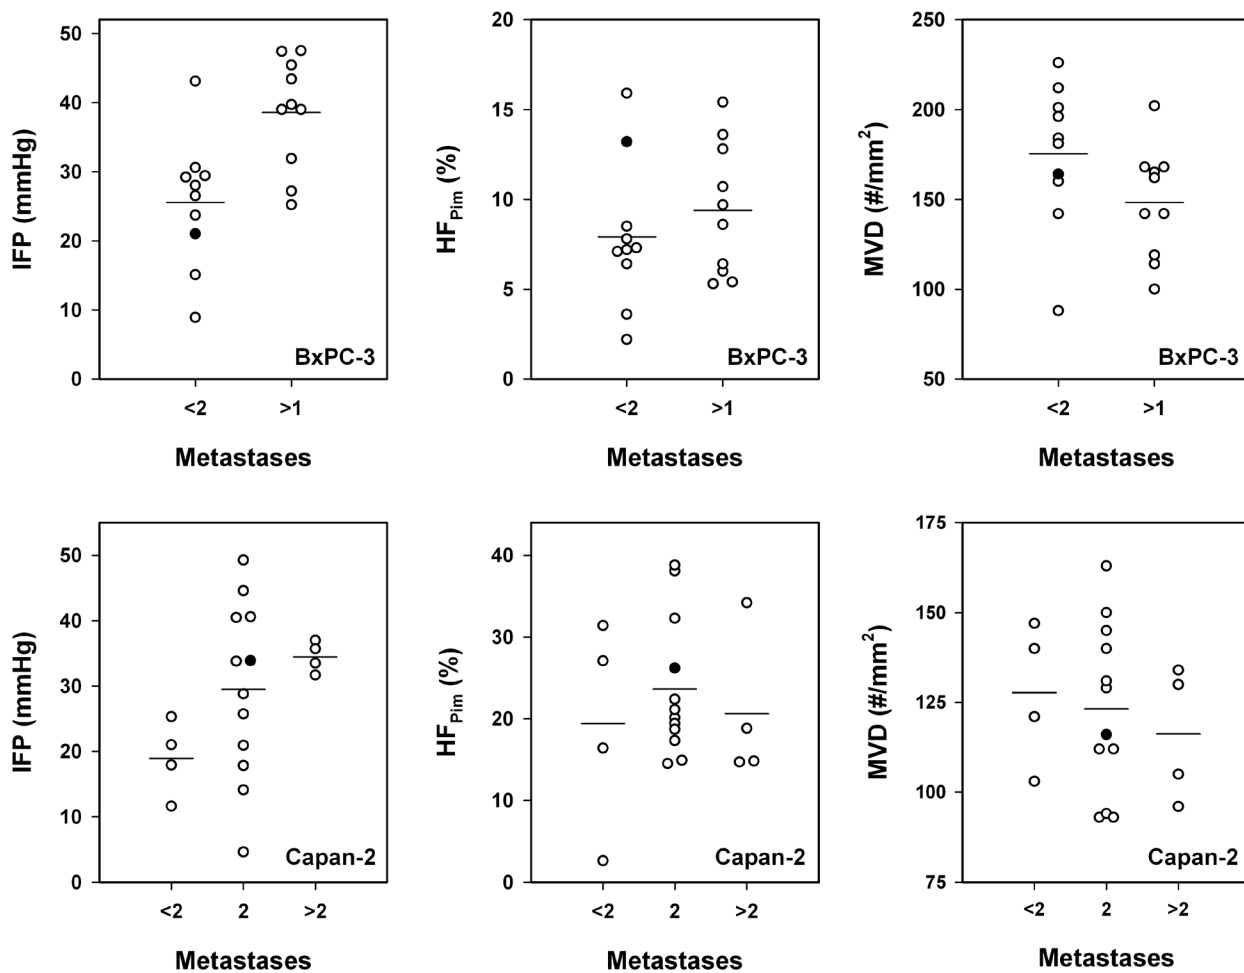 IFP (mmHg)
50
40
30
20
10
0
BxPC-3
<2 >1
Metastases
HF_Pim (%)
20
15
10
5
0
BxPC-3
<2 >1
Metastases
MVD (#/mm²)
250
200
150
100
50
BxPC-3
<2 >1
Metastases
IFP (mmHg)
50
40
30
20
10
0
Capan-2
<2 2 >2
Metastases
HF_Pim (%)
40
30
20
10
0
Capan-2
<2 2 >2
Metastases
MVD (#/mm²)
175
150
125
100
75
Capan-2
<2 2 >2
Metastases